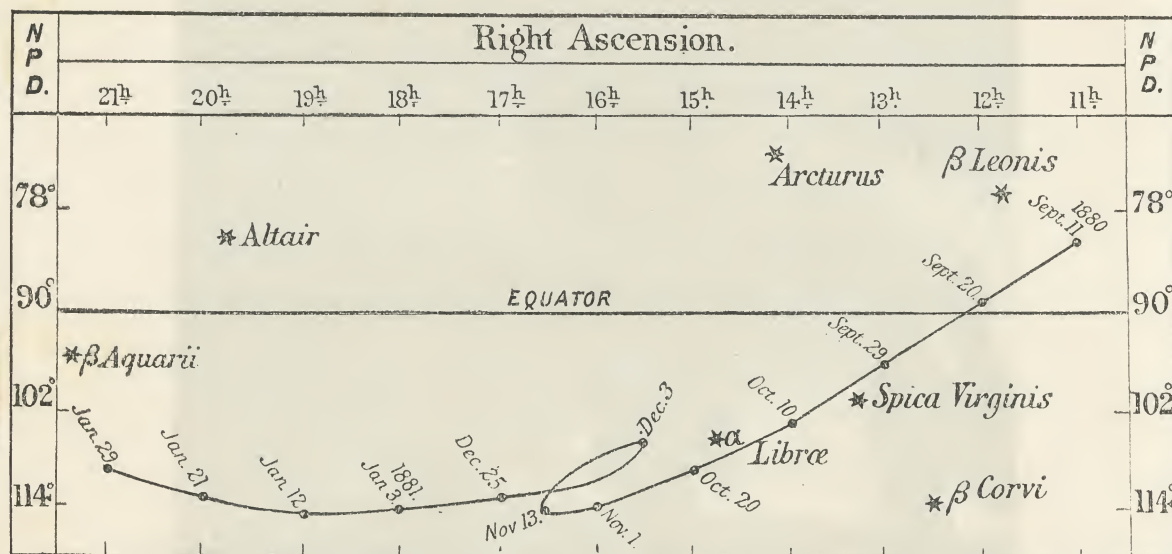 N P D.
Right Ascension.
N P D.
21h 20h 19h 18h 17h 16h 15h 14h 13h 12h 11h
Arcturus
β Leonis
78°
78°
Sept. 11 1880
Altair
Sept. 20.
90°
EQUATOR
90°
β Aquarii
Sept. 29
102°
Oct. 10
Spica Virginis
102°
Dec. 3
α
Libræ
Jan. 29
Jan. 21
Jan. 12
Jan 3. 1881.
Dec. 25
114°
Nov 13.
Nov. 1.
Oct. 20
β Corvi
114°